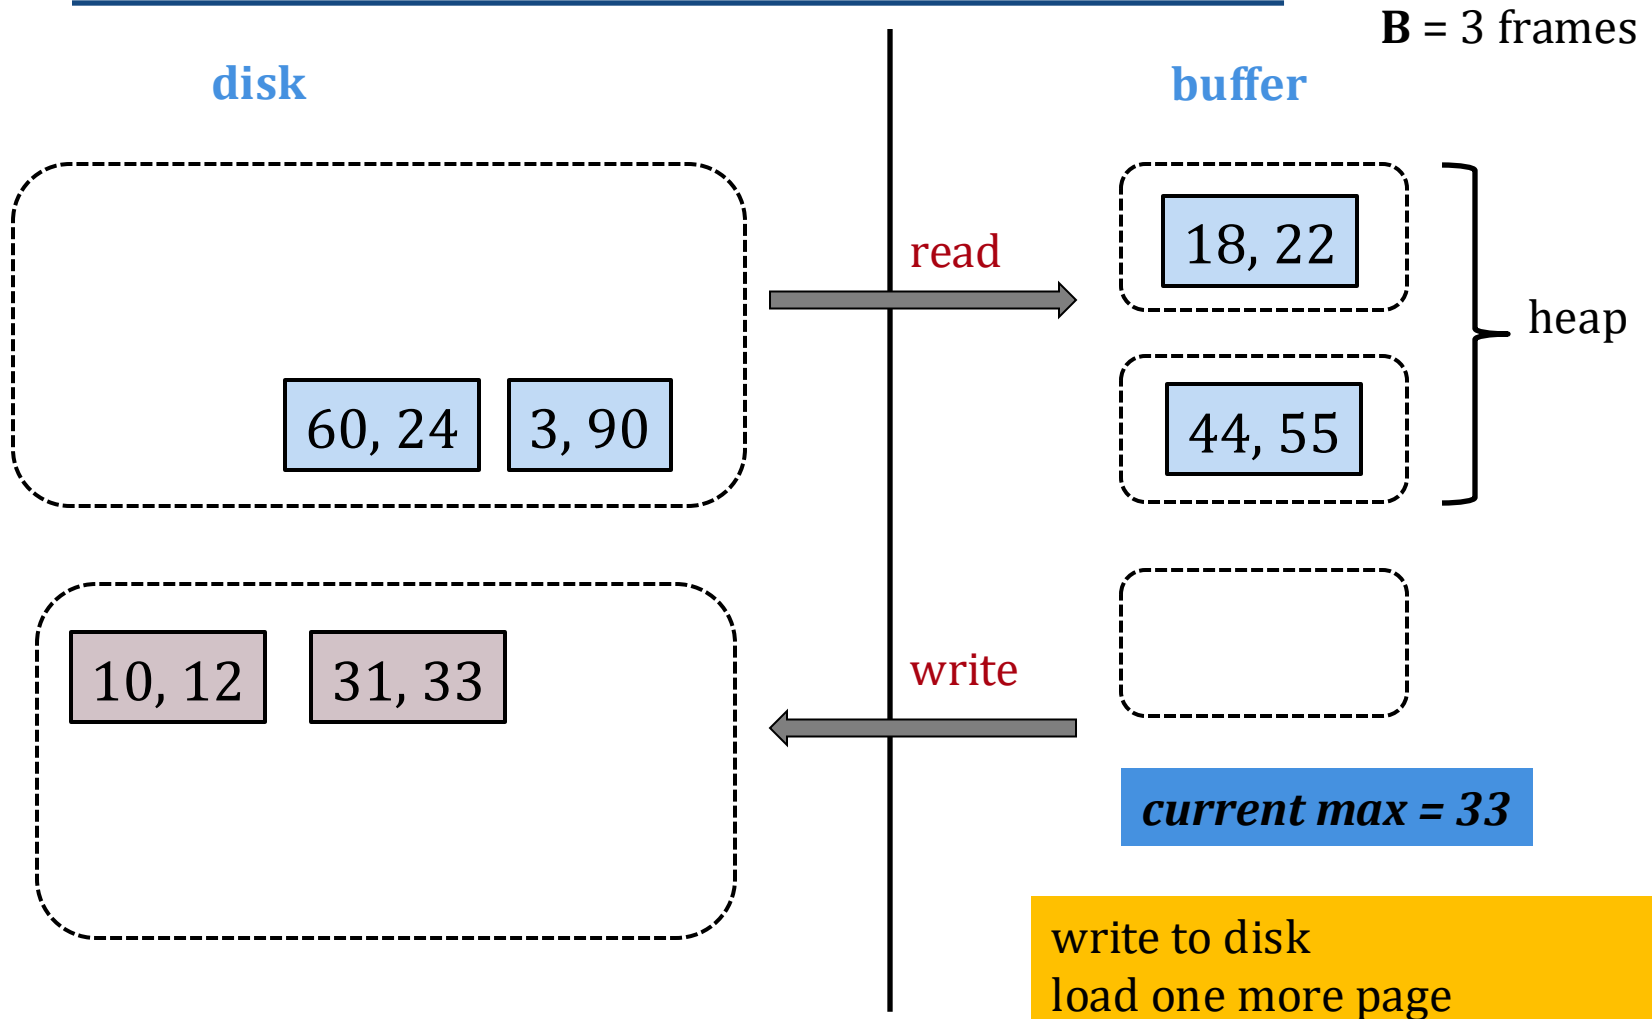 B = 3 frames
disk
buffer
18, 22
read
heap
60, 24
3, 90
44, 55
10, 12
31, 33
write
current max = 33
write to disk
load one more page